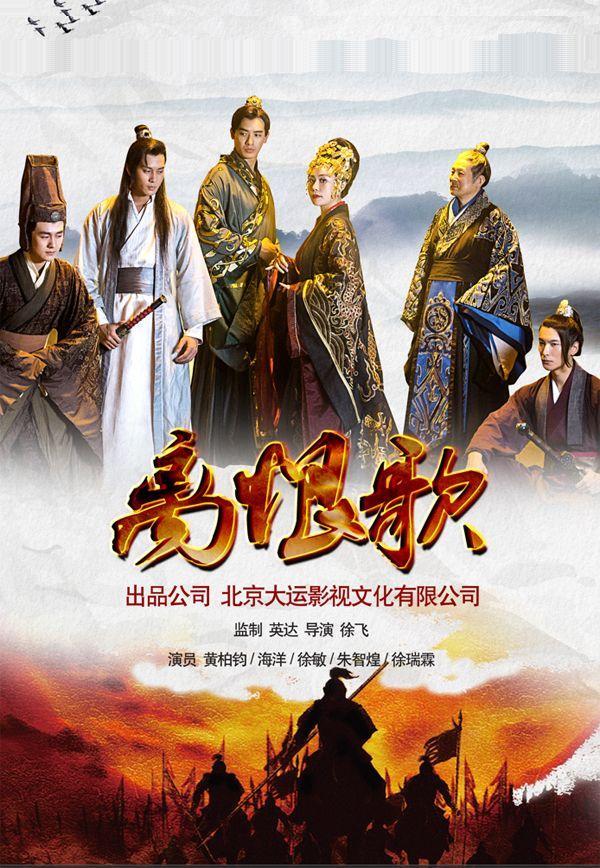 离恨歌
出品公司 北京大运影视文化有限公司
监制 英达 导演 徐飞
演员 黄柏钧/海洋/徐敏/朱智煌/徐瑞霖